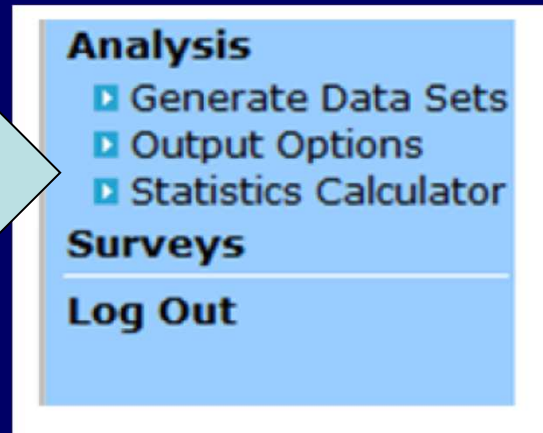 Analysis
Generate Data Sets
Output Options
Statistics Calculator
Surveys
Log Out